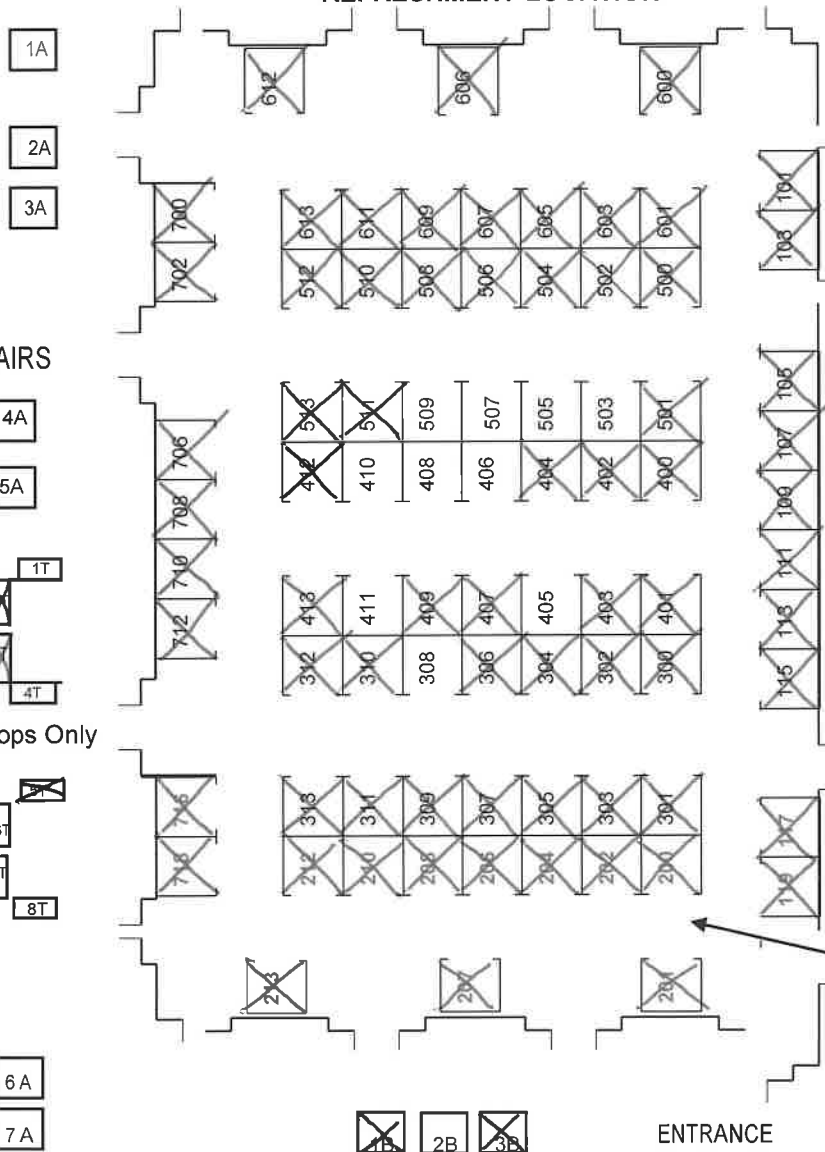 1A
612 606 600
2A
3A
700 613 611 609 607 605 603 601 101
702 512 510 508 506 504 502 500 103
AIRS
4A
513 511 509 507 505 503 501 105
706 412 410 408 406 404 402 400 107
5A
708 109
1T
710 413 411 409 407 405 403 401 111
712 312 310 308 306 304 302 300 113
4T
115
ops Only
716 313 311 309 307 305 303 301 117
718 212 210 208 206 204 202 200 119
8T
213 207 201
6 A
7 A
1B 2B 3B
ENTRANCE